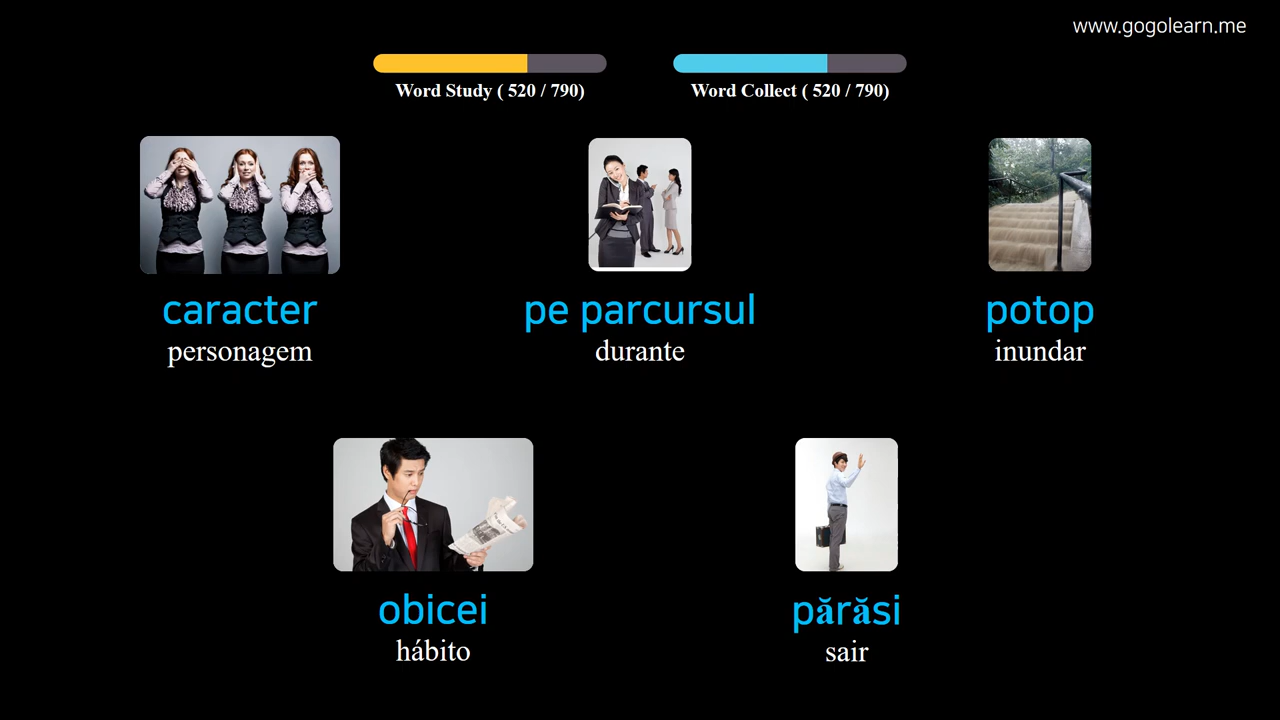 www.gogolearn.me
Word Study ( 520 / 790)
Word Collect ( 520 / 790)
caracter
personagem
pe parcursul
durante
potop
inundar
obicei
hábito
părăsi
sair